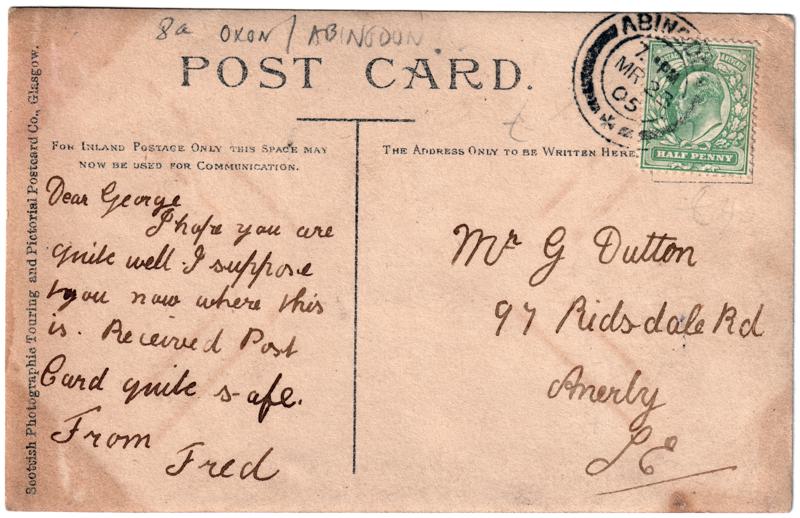 8a OXON / ABINGDON
POST CARD.
ABING
PM
MR 23
05
HALF PENNY
FOR INLAND POSTAGE ONLY THIS SPACE MAY
NOW BE USED FOR COMMUNICATION.
THE ADDRESS ONLY TO BE WRITTEN HERE.
Scottish Photographic Touring and Pictorial Postcard Co., Glasgow.
Dear George
I hope you are
quite well. I suppose
you now where this
is. Received Post
Card quite safe.
From
Fred
Mr G Dutton
97 Ridsdale Rd
Anerly
SE